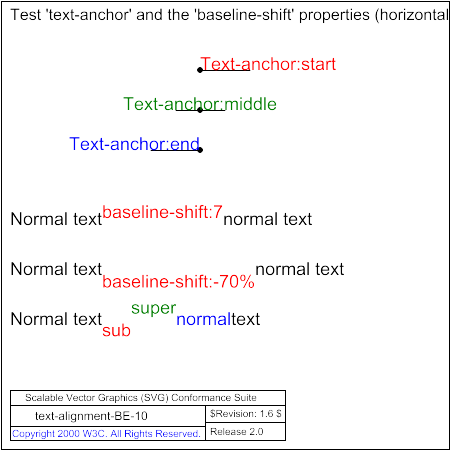 Test 'text-anchor' and the 'baseline-shift' properties (horizontal
Text-anchor:start
Text-anchor:middle
Text-anchor:end
Normal text baseline-shift:7 normal text
Normal text baseline-shift:-70% normal text
Normal text sub super normal text
Scalable Vector Graphics (SVG) Conformance Suite
text-alignment-BE-10
$Revision: 1.6 $
Copyright 2000 W3C. All Rights Reserved.
Release 2.0